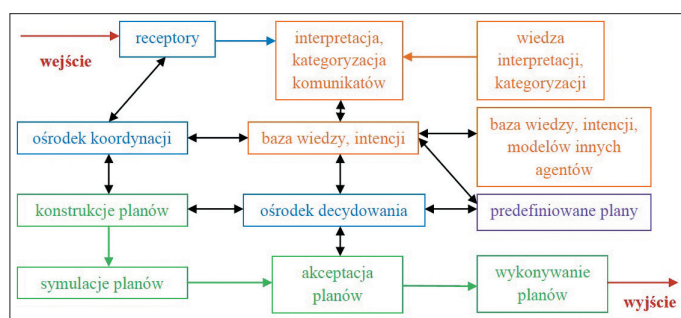 wejście
receptory
interpretacja,
kategoryzacja
komunikatów
wiedza
interpretacji,
kategoryzacji
ośrodek koordynacji
baza wiedzy, intencji
baza wiedzy, intencji,
modelów innych
agentów
konstrukcje planów
ośrodek decydowania
predefiniowane plany
symulacje planów
akceptacja
planów
wykonywanie
planów
wyjście